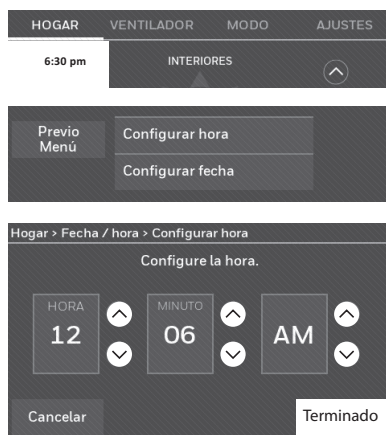 HOGAR VENTILADOR MODO AJUSTES
6:30 pm INTERIORES
Previo
Menú
Configurar hora
Configurar fecha
Hogar > Fecha / hora > Configurar hora
Configure la hora.
HORA MINUTO
12 06 AM
Cancelar Terminado